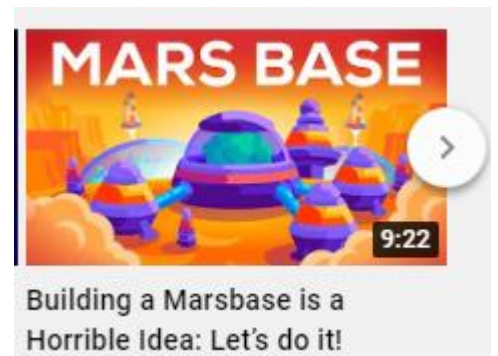 MARS BASE
9:22
Building a Marsbase is a
Horrible Idea: Let's do it!